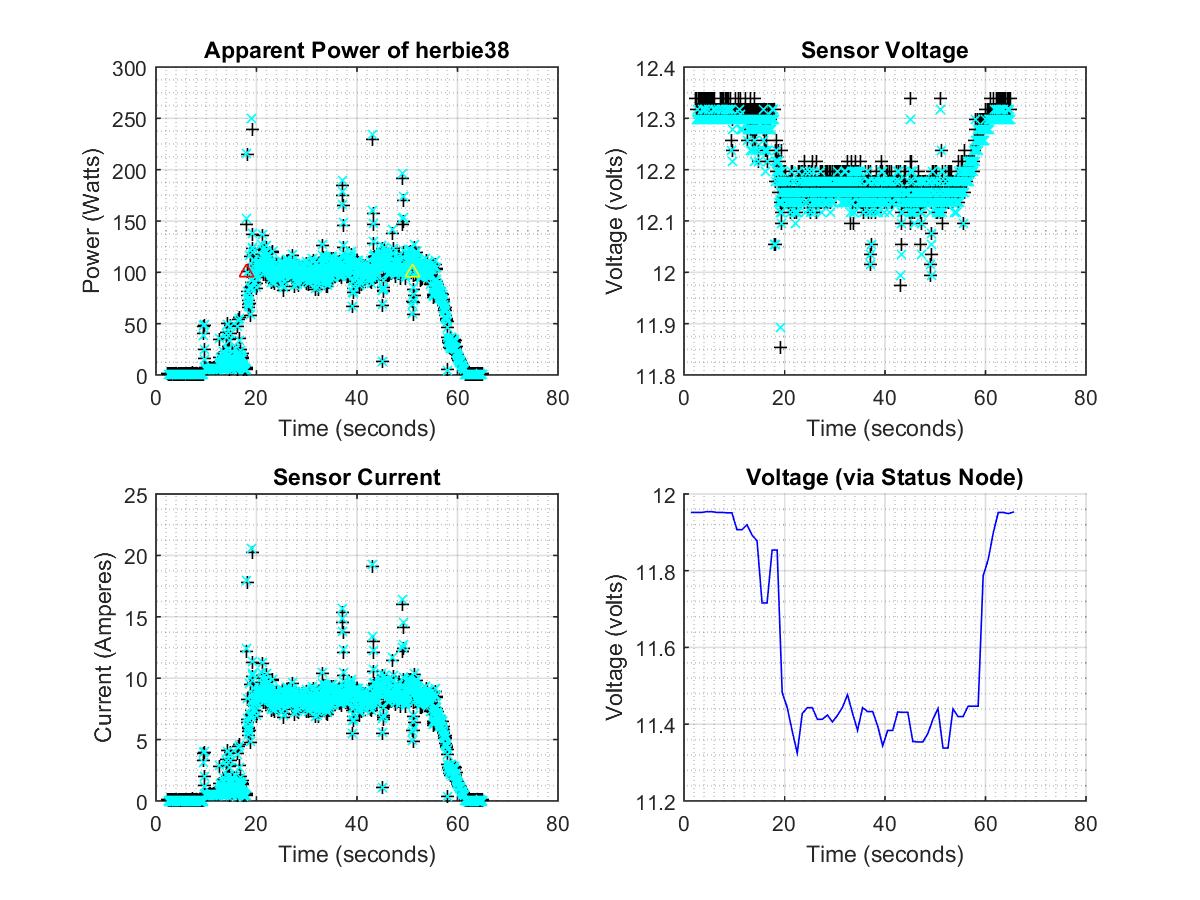 Apparent Power of herbie38
300
250
200
150
100
50
0
Power (Watts)
0 20 40 60 80
Time (seconds)
Sensor Voltage
12.4
12.3
12.2
12.1
12
11.9
11.8
Voltage (volts)
0 20 40 60 80
Time (seconds)
Sensor Current
25
20
15
10
5
0
Current (Amperes)
0 20 40 60 80
Time (seconds)
Voltage (via Status Node)
12
11.8
11.6
11.4
11.2
Voltage (volts)
0 20 40 60 80
Time (seconds)